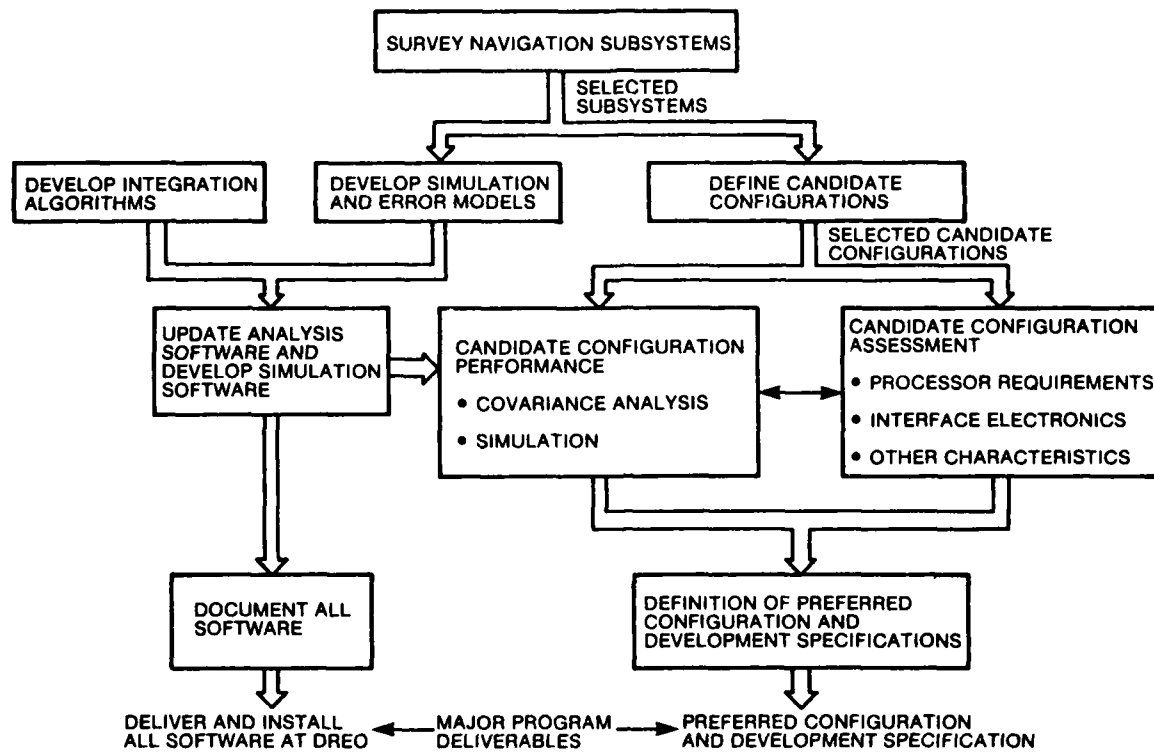 SURVEY NAVIGATION SUBSYSTEMS
SELECTED
SUBSYSTEMS
DEVELOP INTEGRATION
ALGORITHMS
DEVELOP SIMULATION
AND ERROR MODELS
DEFINE CANDIDATE
CONFIGURATIONS
SELECTED CANDIDATE
CONFIGURATIONS
UPDATE ANALYSIS
SOFTWARE AND
DEVELOP SIMULATION
SOFTWARE
CANDIDATE CONFIGURATION
PERFORMANCE
• COVARIANCE ANALYSIS
• SIMULATION
CANDIDATE CONFIGURATION
ASSESSMENT
• PROCESSOR REQUIREMENTS
• INTERFACE ELECTRONICS
• OTHER CHARACTERISTICS
DOCUMENT ALL
SOFTWARE
DEFINITION OF PREFERRED
CONFIGURATION AND
DEVELOPMENT SPECIFICATIONS
DELIVER AND INSTALL
ALL SOFTWARE AT DREO
MAJOR PROGRAM
DELIVERABLES
PREFERRED CONFIGURATION
AND DEVELOPMENT SPECIFICATION